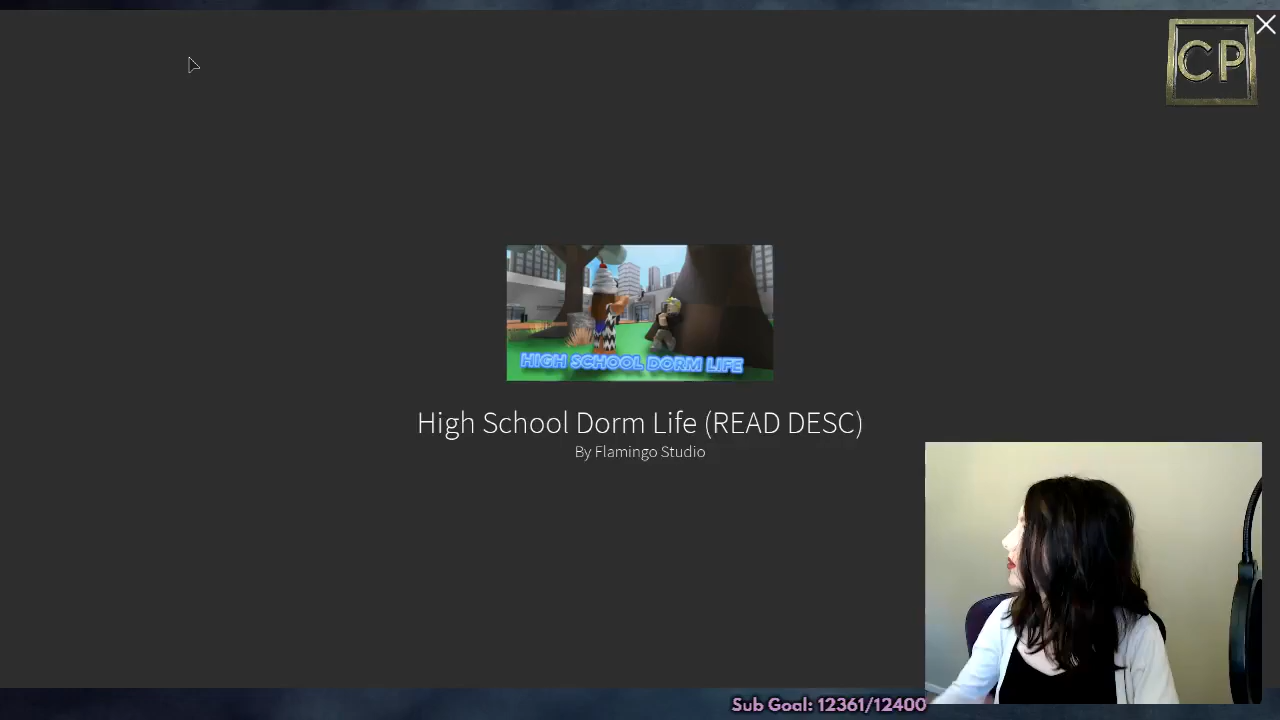 CP
HIGH SCHOOL DORM LIFE
High School Dorm Life (READ DESC)
By Flamingo Studio
Sub Goal: 12361/12400